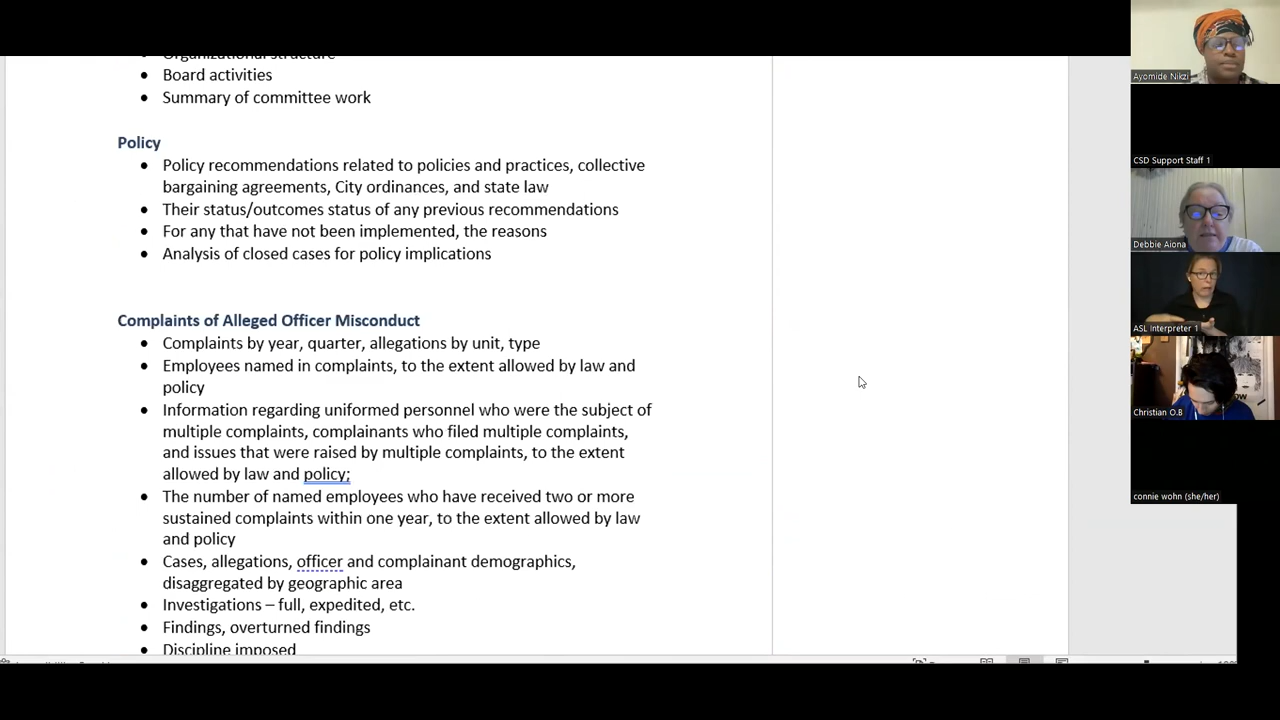 Organizational structure
Board activities
Summary of committee work
Policy
Policy recommendations related to policies and practices, collective
bargaining agreements, City ordinances, and state law
Their status/outcomes status of any previous recommendations
For any that have not been implemented, the reasons
Analysis of closed cases for policy implications
Complaints of Alleged Officer Misconduct
Complaints by year, quarter, allegations by unit, type
Employees named in complaints, to the extent allowed by law and
policy
Information regarding uniformed personnel who were the subject of
multiple complaints, complainants who filed multiple complaints,
and issues that were raised by multiple complaints, to the extent
allowed by law and policy;
The number of named employees who have received two or more
sustained complaints within one year, to the extent allowed by law
and policy
Cases, allegations, officer and complainant demographics,
disaggregated by geographic area
Investigations – full, expedited, etc.
Findings, overturned findings
Discipline imposed
Ayomide Nikzi
CSD Support Staff 1
Debbie Aiona
ASL Interpreter 1
Christian O.B
connie wohn (she/her)